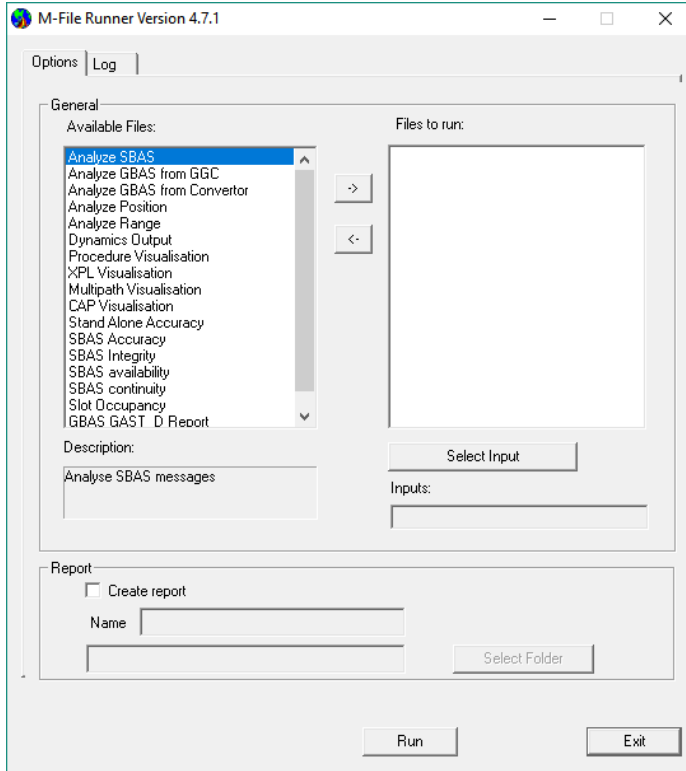 M-File Runner Version 4.7.1
Options
Log
General
Available Files:
Files to run:
Analyze SBAS
Analyze GBAS from GGC
Analyze GBAS from Convertor
Analyze Position
Analyze Range
Dynamics Output
Procedure Visualisation
XPL Visualisation
Multipath Visualisation
CAP Visualisation
Stand Alone Accuracy
SBAS Accuracy
SBAS Integrity
SBAS availability
SBAS continuity
Slot Occupancy
GBAS GAST_D Report
->
<-
Description:
Analyse SBAS messages
Select Input
Inputs:
Report
Create report
Name
Select Folder
Run
Exit